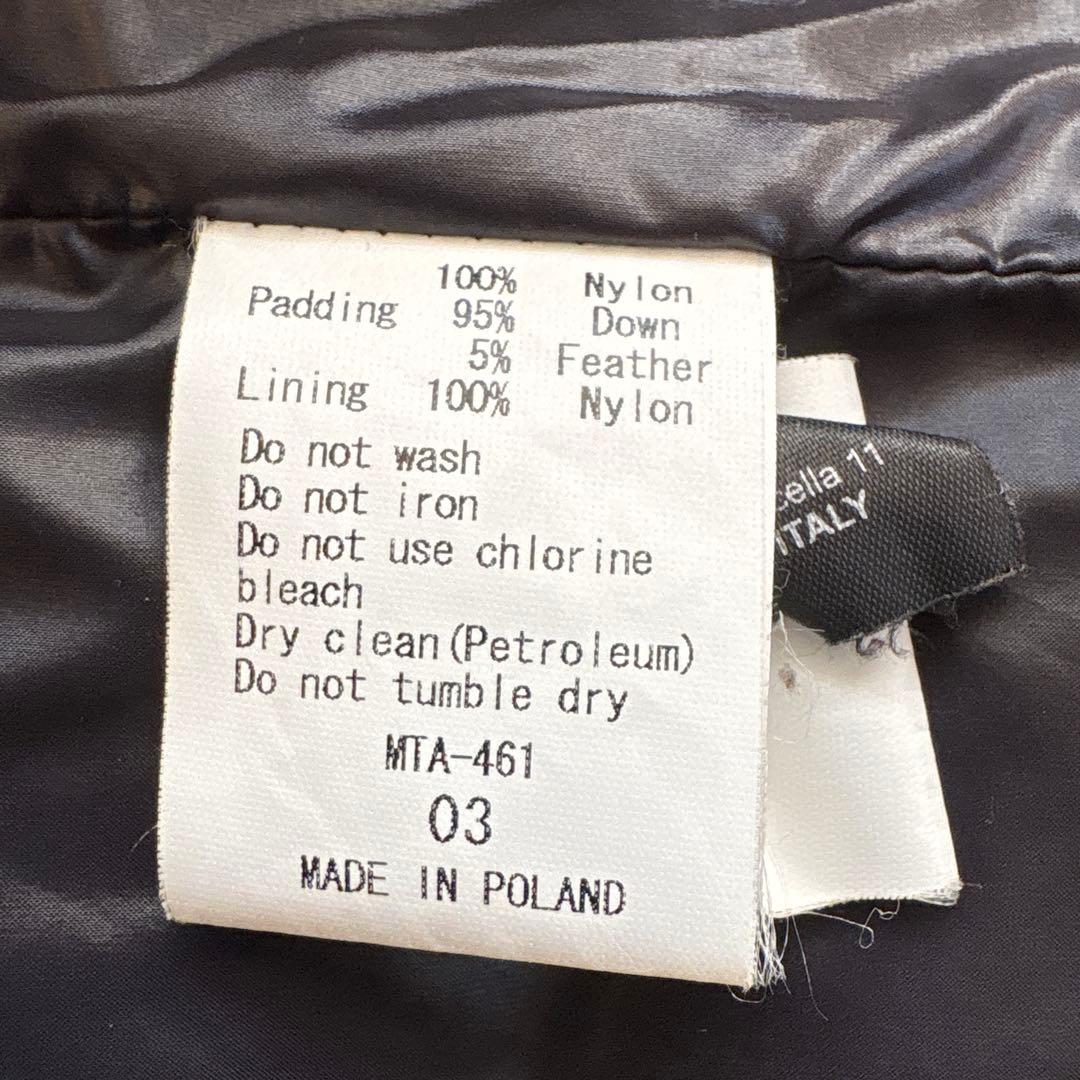 100% Nylon
Padding 95% Down
5% Feather
Lining 100% Nylon
Do not wash
Do not iron
Do not use chlorine
bleach
Dry clean(Petroleum)
Do not tumble dry
MTA-461
03
MADE IN POLAND
11
ITALY